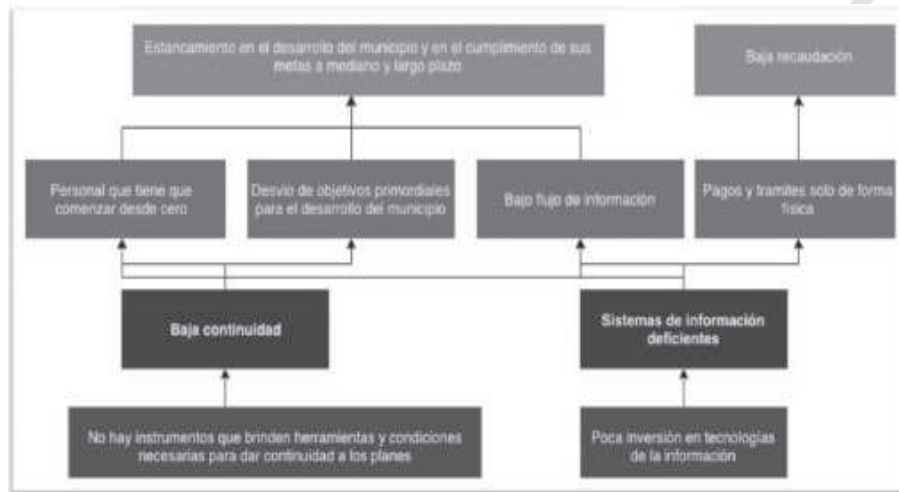 Estancamiento en el desarrollo del municipio y en el cumplimiento de sus
metas a mediano y largo plazo
Baja recaudación
Personal que tiene que
comenzar desde cero
Desvio de objetivos primordiales
para el desarrollo del municipio
Bajo flujo de información
Pagos y tramites solo de forma
física
Baja continuidad
Sistemas de información
deficientes
No hay instrumentos que brinden herramientas y condiciones
necesarias para dar continuidad a los planes
Poca inversión en tecnologías
de la información